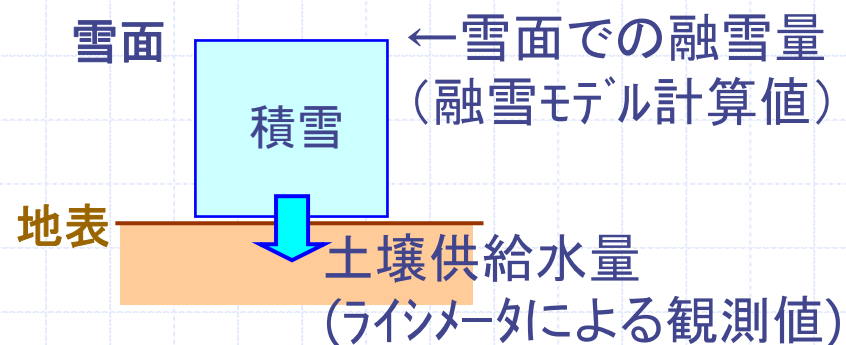 雪面
←雪面での融雪量
(融雪ﾓﾃﾞﾙ計算値)
積雪
地表
土壌供給水量
(ﾗｲｼﾒｰﾀによる観測値)